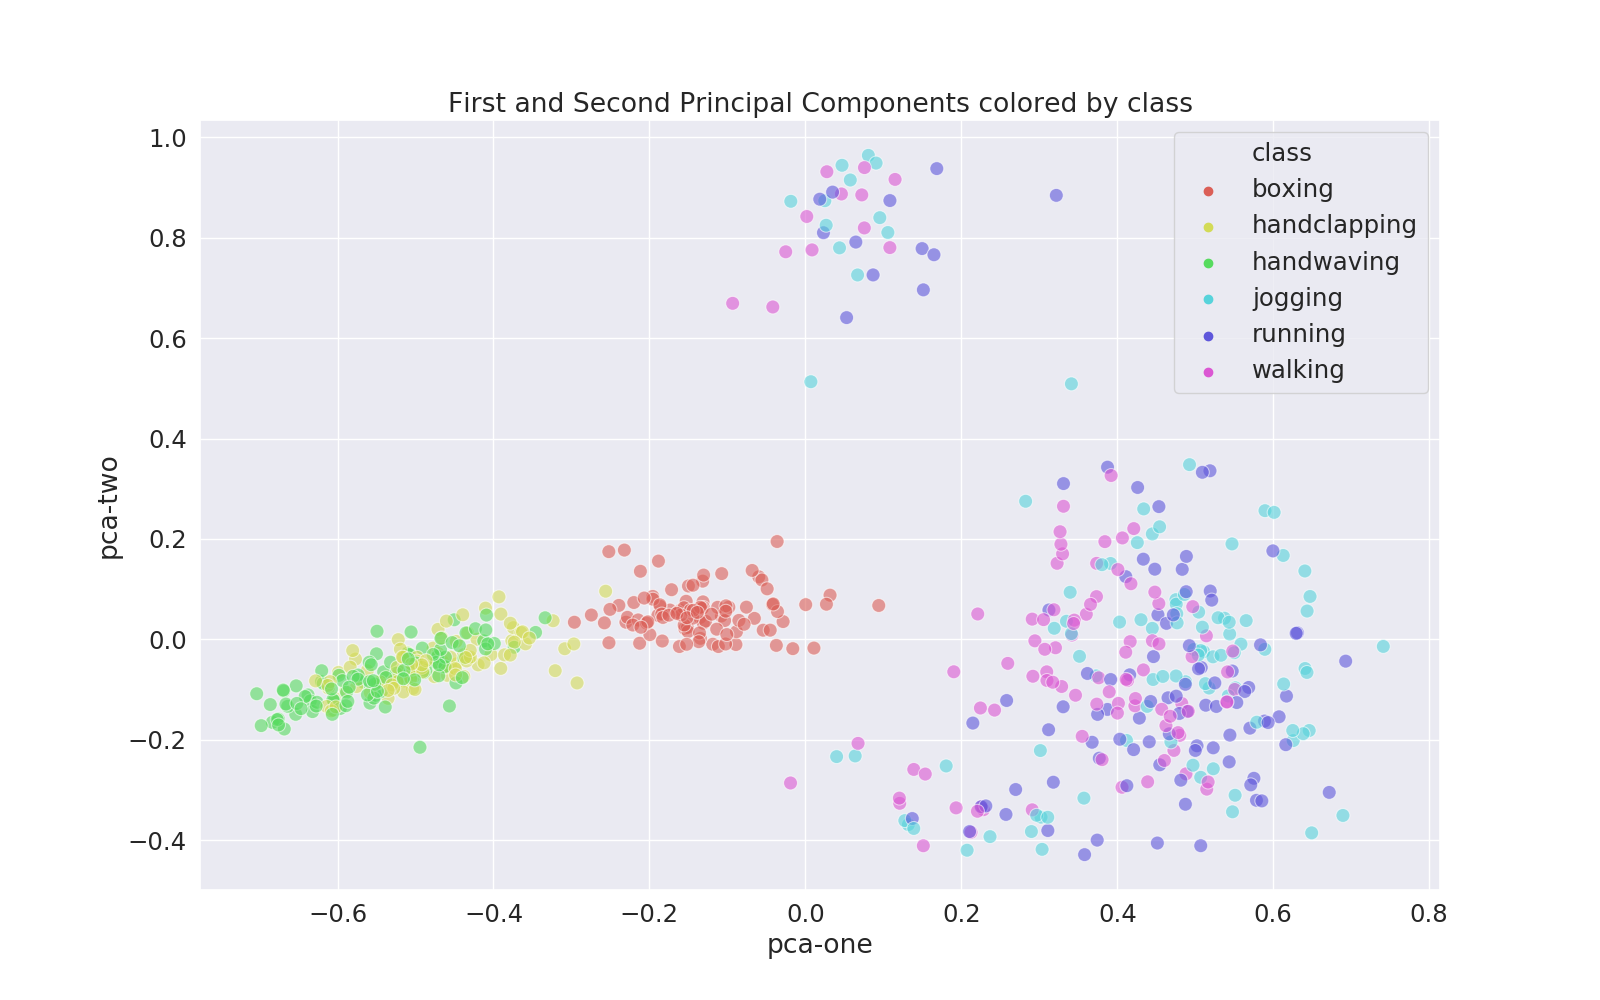 First and Second Principal Components colored by class
1.0
0.8
0.6
0.4
0.2
0.0
−0.2
−0.4
pca-two
class
boxing
handclapping
handwaving
jogging
running
walking
−0.6 −0.4 −0.2 0.0 0.2 0.4 0.6 0.8
pca-one